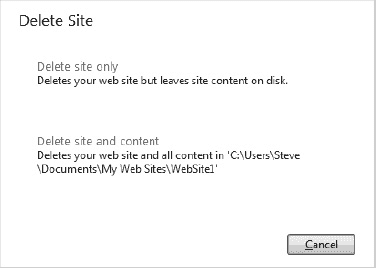 Delete Site
Delete site only
Deletes your web site but leaves site content on disk.
Delete site and content
Deletes your web site and all content in 'C:\Users\Steve
\Documents\My Web Sites\WebSite1'
Cancel